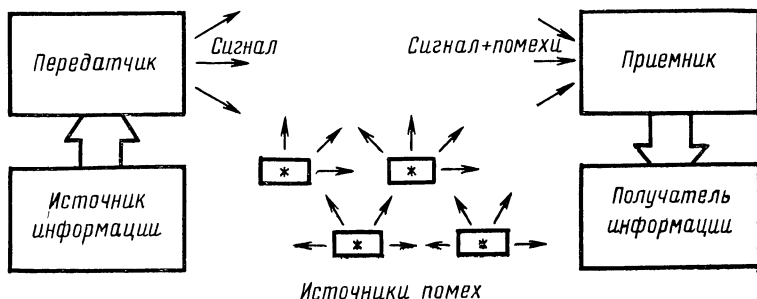 Передатчик
Сигнал
Сигнал+помехи
Приемник
*
*
Источник
информации
Получатель
информации
*
*
Источники помех